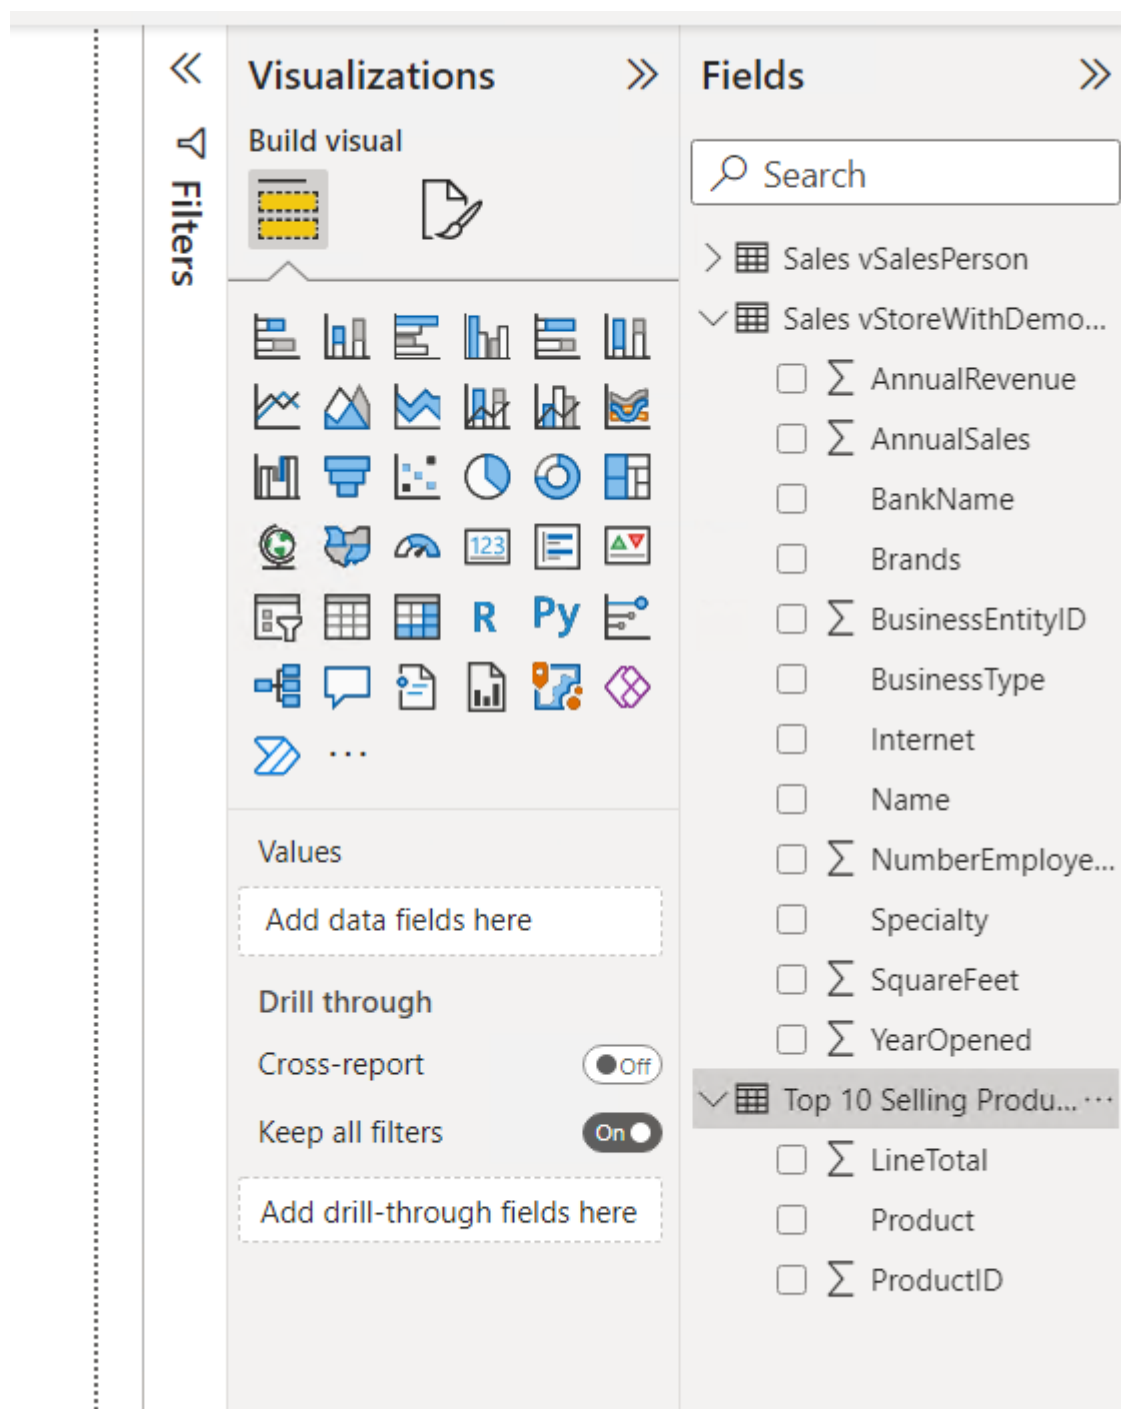 Filters
Visualizations
Build visual
123
R
Py
...
Values
Add data fields here
Drill through
Cross-report
Off
Keep all filters
On
Add drill-through fields here
Fields
Search
Sales vSalesPerson
Sales vStoreWithDemo...
∑ AnnualRevenue
∑ AnnualSales
BankName
Brands
∑ BusinessEntityID
BusinessType
Internet
Name
∑ NumberEmploye...
Specialty
∑ SquareFeet
∑ YearOpened
Top 10 Selling Produ... ...
∑ LineTotal
Product
∑ ProductID